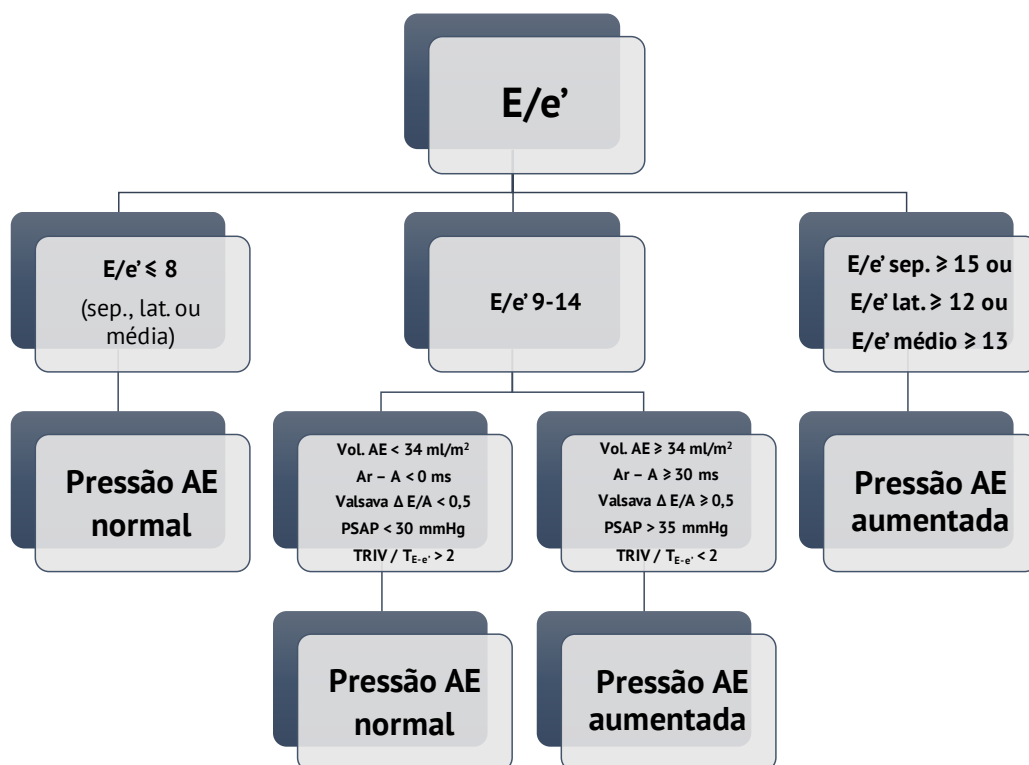 E/e’
E/e’ ⩽ 8
(sep., lat. ou
média)
E/e’ 9-14
E/e’ sep. ⩾ 15 ou
E/e’ lat. ⩾ 12 ou
E/e’ médio ⩾ 13
Pressão AE
normal
Vol. AE < 34 ml/m²
Ar – A < 0 ms
Valsava Δ E/A < 0,5
PSAP < 30 mmHg
TRIV / T E-e’ > 2
Vol. AE ⩾ 34 ml/m²
Ar – A ⩾ 30 ms
Valsava Δ E/A ⩾ 0,5
PSAP > 35 mmHg
TRIV / T E-e’ < 2
Pressão AE
aumentada
Pressão AE
normal
Pressão AE
aumentada